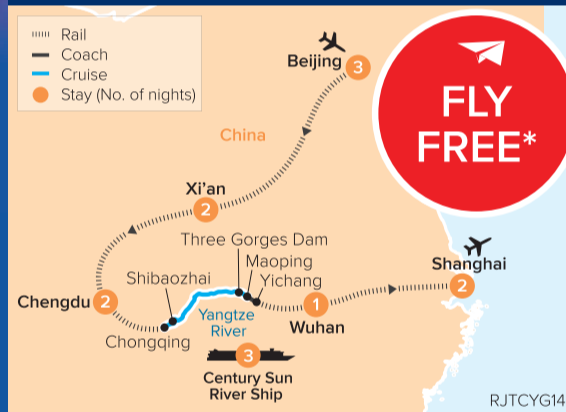 Rail
Coach
Cruise
Stay (No. of nights)
Beijing
3
FLY
FREE*
China
Xi'an
2
Three Gorges Dam
Maoping
Yichang
Shibaozhai
Shanghai
2
Chengdu
2
Yangtze
River
1
Wuhan
Chongqing
3
Century Sun
River Ship
RJTCYG14